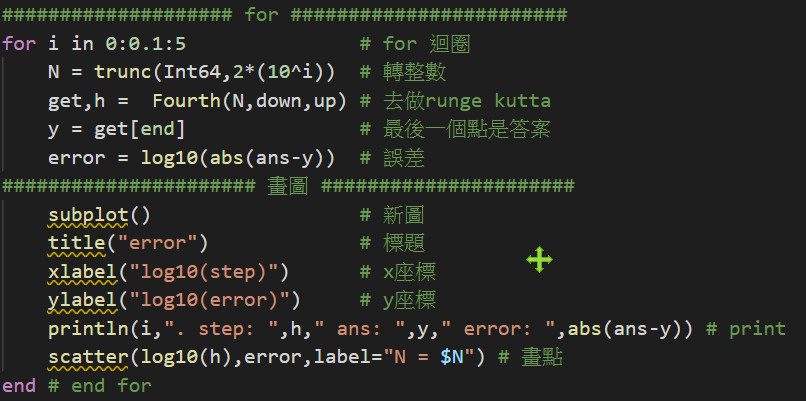 #################### for ########################
for i in 0:0.1:5                # for 迴圈
    N = trunc(Int64,2*(10^i))  # 轉整數
    get,h =  Fourth(N,down,up) # 去做runge kutta
    y = get[end]               # 最後一個點是答案
    error = log10(abs(ans-y))  # 誤差
###################### 畫圖 ######################
    subplot()                  # 新圖
    title("error")             # 標題
    xlabel("log10(step)")      # x座標
    ylabel("log10(error)")     # y座標
    println(i,". step: ",h," ans: ",y," error: ",abs(ans-y)) # print
    scatter(log10(h),error,label="N = $N") # 畫點
end # end for